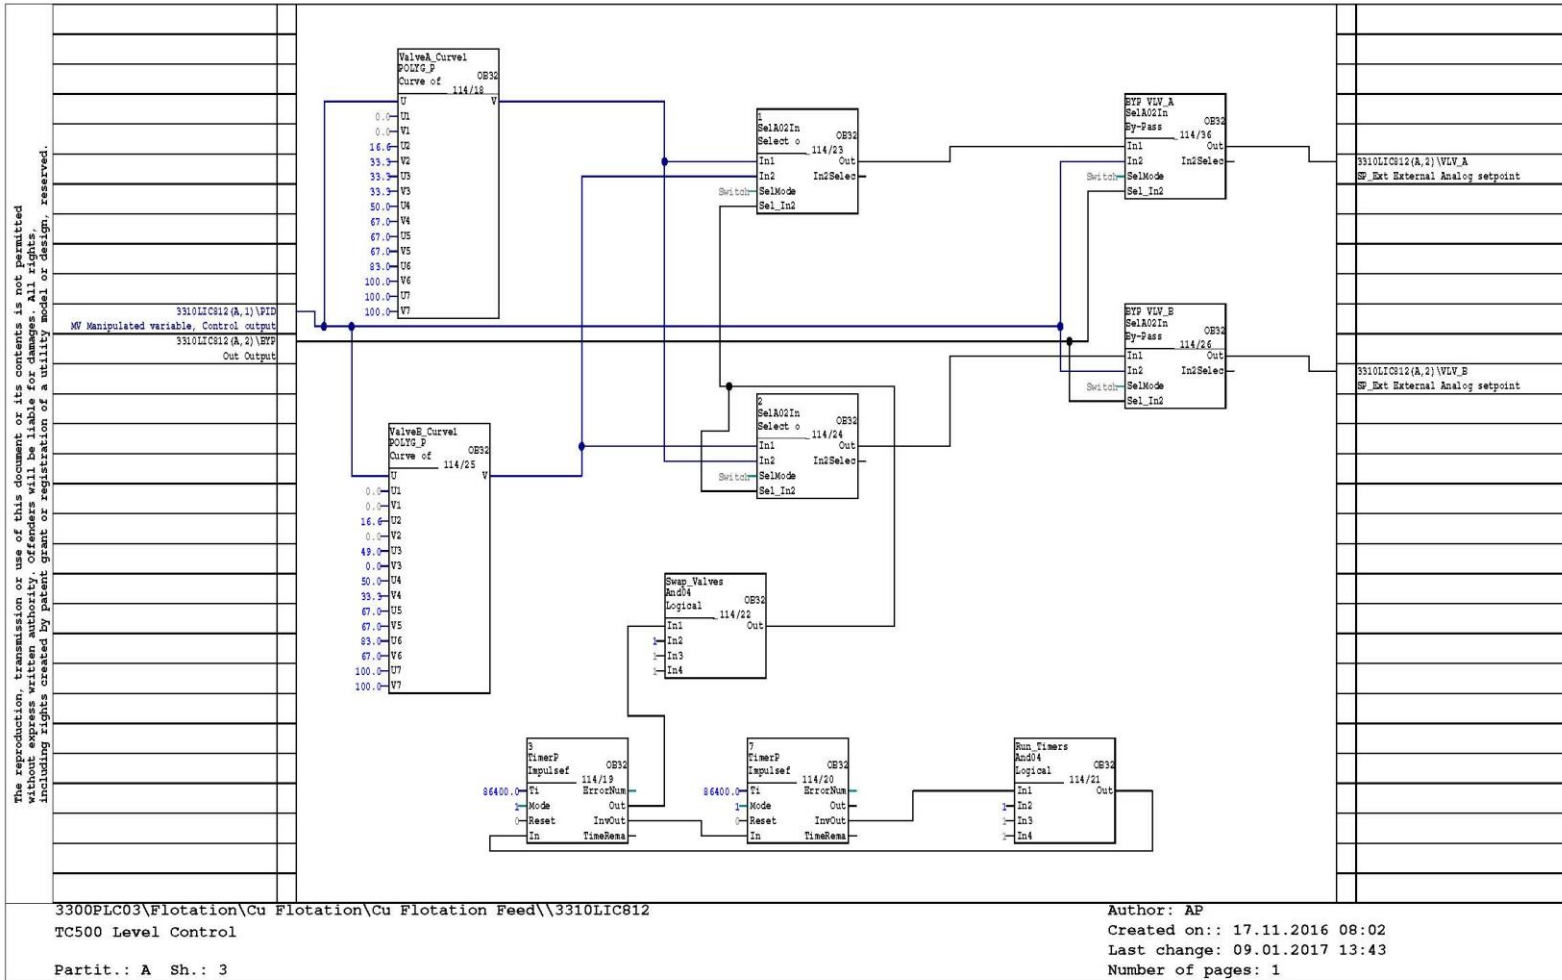 The reproduction, transmission or use of this document or its contents is not permitted
without express written authority. Offenders will be liable for damages. All rights,
including rights created by patent grant or registration of a utility model or design, reserved.
3310LIC812(A,1)\PID
MV Manipulated variable, Control output
3310LIC812(A,2)\BYP
Out Output
ValveA_Curve1
POLYG_P
Curve of
OB32
114/18
U V
0.0 U1
0.0 V1
16.6 U2
33.3 V2
33.3 U3
33.3 V3
50.0 U4
67.0 V4
67.0 U5
67.0 V5
83.0 U6
100.0 V6
100.0 U7
100.0 V7
ValveB_Curve1
POLYG_P
Curve of
OB32
114/25
U V
0.0 U1
0.0 V1
16.6 U2
0.0 V2
49.0 U3
0.0 V3
50.0 U4
33.3 V4
67.0 U5
67.0 V5
83.0 U6
67.0 V6
100.0 U7
100.0 V7
1
SelA02In
Select o
OB32
114/23
In1 Out
In2 In2Selec
Switch SelMode
Sel_In2
2
SelA02In
Select o
OB32
114/24
In1 Out
In2 In2Selec
Switch SelMode
Sel_In2
Swap_Valves
And04
Logical
OB32
114/22
In1 Out
1 In2
1 In3
1 In4
3
TimerP
Impulsef
OB32
114/19
86400.0 Ti ErrorNum
1 Mode Out
0 Reset InvOut
In TimeRema
7
TimerP
Impulsef
OB32
114/20
86400.0 Ti ErrorNum
1 Mode Out
0 Reset InvOut
In TimeRema
Run_Timers
And04
Logical
OB32
114/21
In1 Out
1 In2
1 In3
1 In4
BYP VLV_A
SelA02In
By-Pass
OB32
114/36
In1 Out
In2 In2Selec
Switch SelMode
Sel_In2
BYP VLV_B
SelA02In
By-Pass
OB32
114/26
In1 Out
In2 In2Selec
Switch SelMode
Sel_In2
3310LIC812(A,2)\VLV_A
SP_Ext External Analog setpoint
3310LIC812(A,2)\VLV_B
SP_Ext External Analog setpoint
3300PLC03\Flotation\Cu Flotation\Cu Flotation Feed\\3310LIC812
TC500 Level Control
Partit.: A Sh.: 3
Author: AP
Created on:: 17.11.2016 08:02
Last change: 09.01.2017 13:43
Number of pages: 1